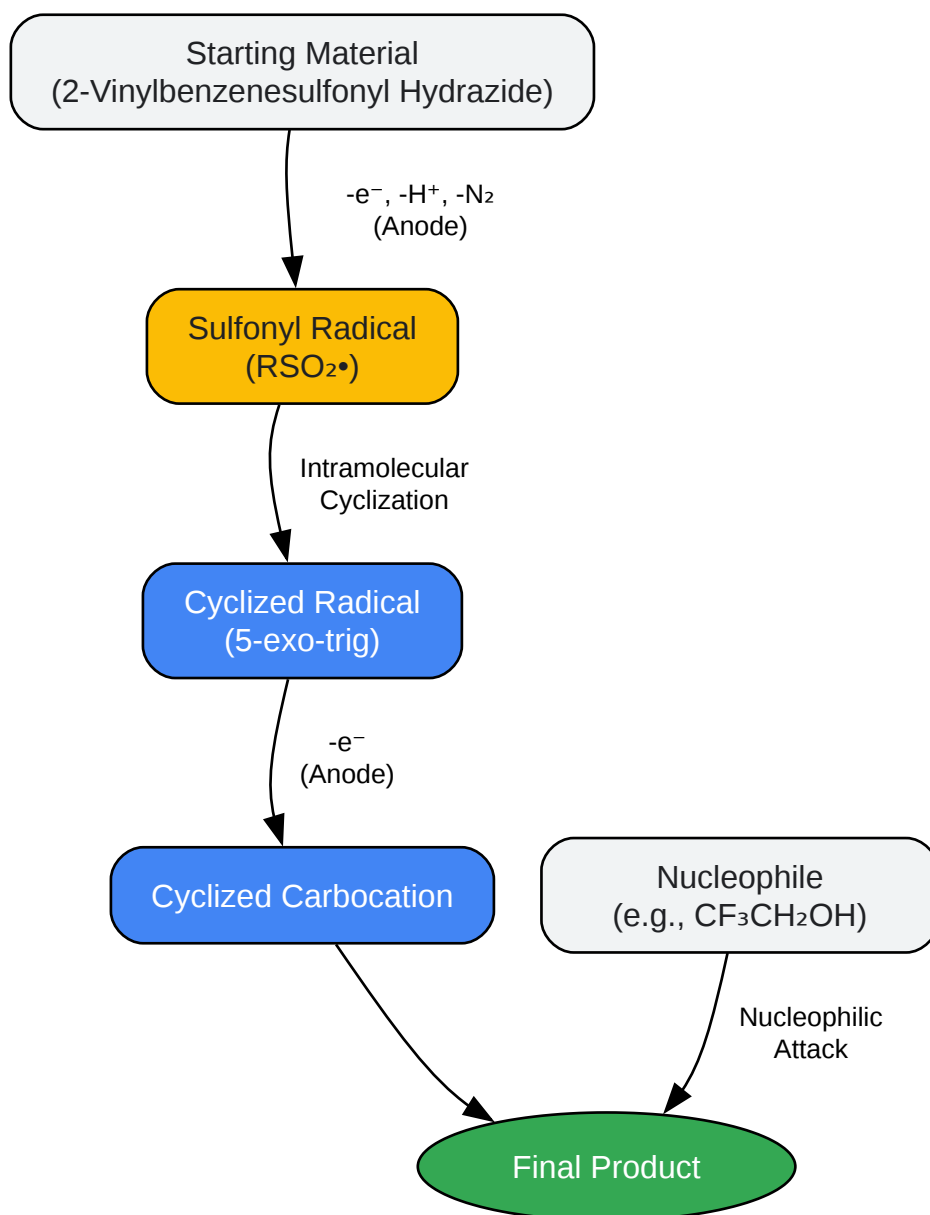 Starting Material
(2-Vinylbenzenesulfonyl Hydrazide)
-e⁻, -H⁺, -N₂
(Anode)
Sulfonyl Radical
(RSO₂•)
Intramolecular
Cyclization
Cyclized Radical
(5-exo-trig)
-e⁻
(Anode)
Cyclized Carbocation
Nucleophile
(e.g., CF₃CH₂OH)
Nucleophilic
Attack
Final Product